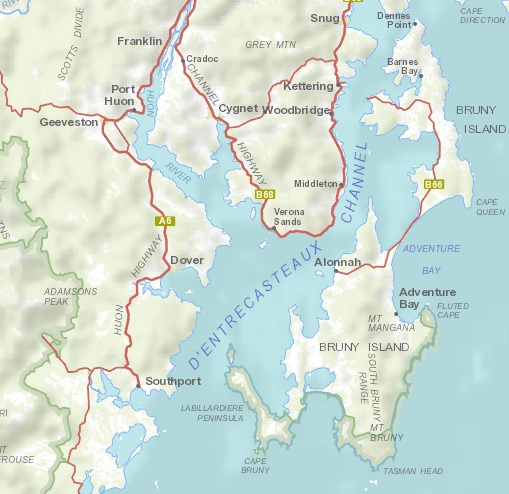 Snug
Dennes
Point
CAPE
DIRECTION
SCOTTS DIVIDE
Franklin
GREY MTN
Cradoc
Barnes
Bay
Port
Huon
HUON
CHANNEL
Kettering
Cygnet
Woodbridge
BRUNY
ISLAND
Geeveston
HIGHWAY
RIVER
Middleton
B68
B66
CAPE
QUEEN
A6
Verona
Sands
CHANNEL
HIGHWAY
Dover
D'ENTRECASTEAUX
Alonnah
ADVENTURE
BAY
ADAMSONS
PEAK
Adventure
Bay
FLUTED
CAPE
MT
MANGANA
HUON
BRUNY ISLAND
SOUTH BRUNY
RANGE
Southport
LABILLARDIERE
PENINSULA
MT
BRUNY
CAPE
BRUNY
TASMAN HEAD